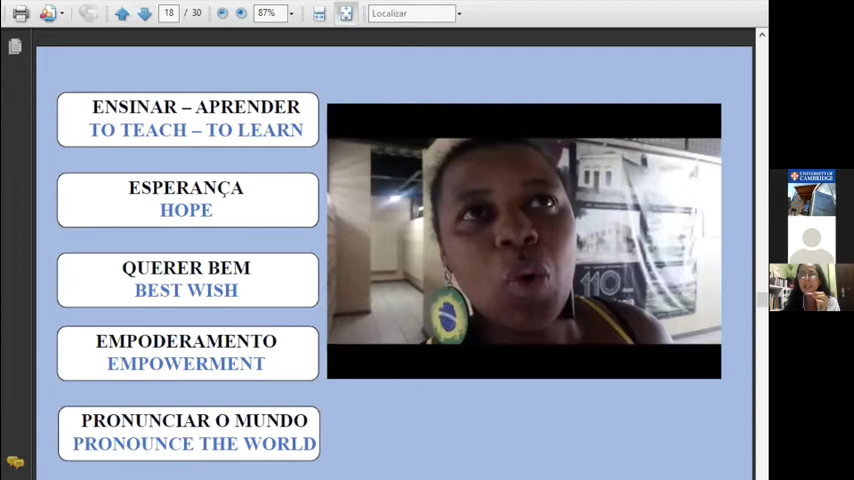 18 / 30
87%
Localizar
ENSINAR – APRENDER
TO TEACH – TO LEARN
ESPERANÇA
HOPE
QUERER BEM
BEST WISH
EMPODERAMENTO
EMPOWERMENT
PRONUNCIAR O MUNDO
PRONOUNCE THE WORLD
110
UNIVERSITY OF
CAMBRIDGE